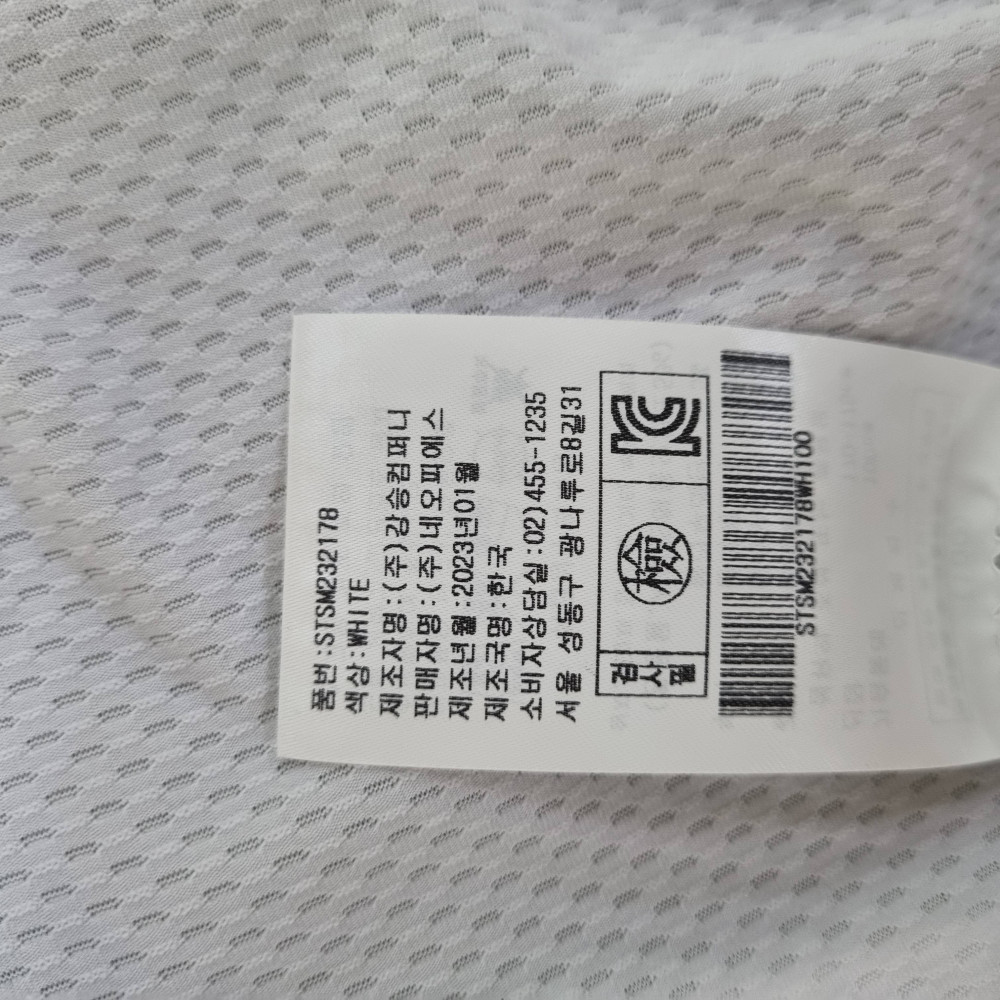 품번:STSM232178
색상:WHITE
제조자명:(주)강승컴퍼니
판매자명:(주)네오피에스
제조년월:2023년01월
제조국명:한국
소비자상담실:02)455-1235
서울 성동구 광나루로8길31
檢
STSM232178WH100